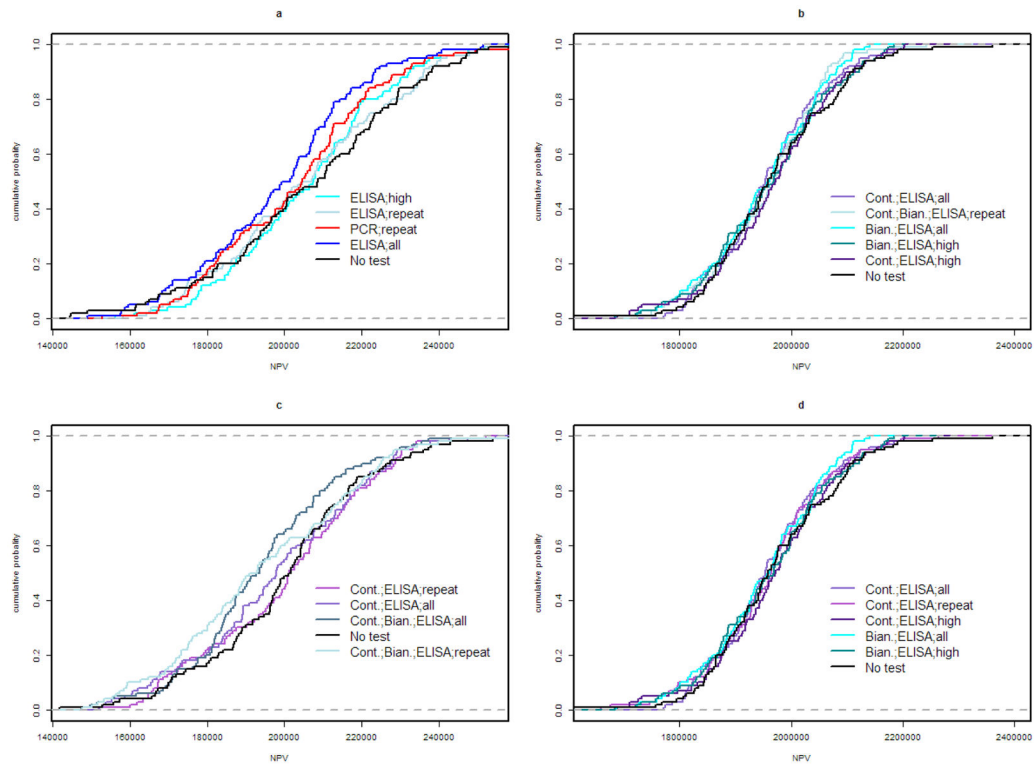 a
cumulative probality
1.0
0.8
0.6
0.4
0.2
0.0
ELISA;high
ELISA;repeat
PCR;repeat
ELISA;all
No test
140000 160000 180000 200000 220000 240000
NPV
b
cumulative probality
1.0
0.8
0.6
0.4
0.2
0.0
Cont.;ELISA;all
Cont.;Bian.;ELISA;repeat
Bian.;ELISA;all
Bian.;ELISA;high
Cont.;ELISA;high
No test
1800000 2000000 2200000 2400000
NPV
c
cumulative probality
1.0
0.8
0.6
0.4
0.2
0.0
Cont.;ELISA;repeat
Cont.;ELISA;all
Cont.;Bian.;ELISA;all
No test
Cont.;Bian.;ELISA;repeat
140000 160000 180000 200000 220000 240000
NPV
d
cumulative probality
1.0
0.8
0.6
0.4
0.2
0.0
Cont.;ELISA;all
Cont.;ELISA;repeat
Cont.;ELISA;high
Bian.;ELISA;all
Bian.;ELISA;high
No test
1800000 2000000 2200000 2400000
NPV